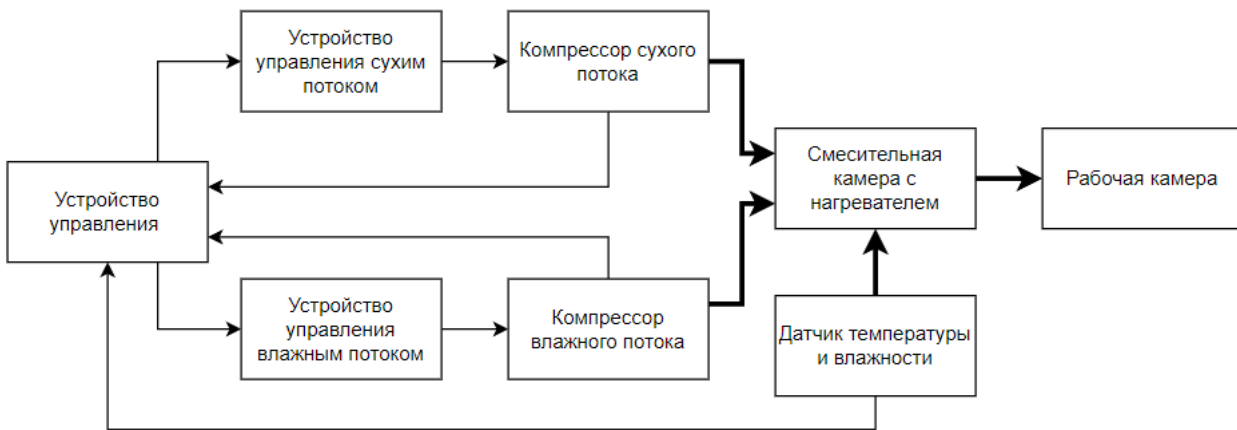 Устройство
управления сухим
потоком
Компрессор сухого
потока
Смесительная
камера с
нагревателем
Рабочая камера
Устройство
управления
Устройство
управления
влажным потоком
Компрессор
влажного потока
Датчик температуры
и влажности